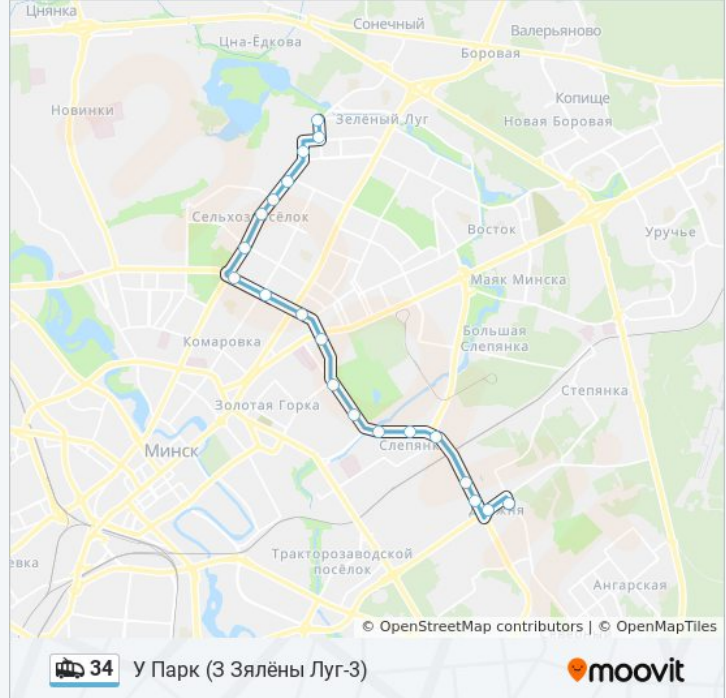 Цнянка
Сонечный
Валерьяново
Цна-Ёдкова
Боровая
Копище
Новинки
Зелёный Луг
Новая Боровая
Сельхозпосёлок
Восток
Уручье
Маяк Минска
Комаровка
Большая
Слепянка
Степянка
Золотая Горка
Минск
Слепянка
Тракторозаводской
посёлок
Ангарская
© OpenStreetMap contributors | © OpenMapTiles
34 У Парк (З Зялёны Луг-3)
moovit